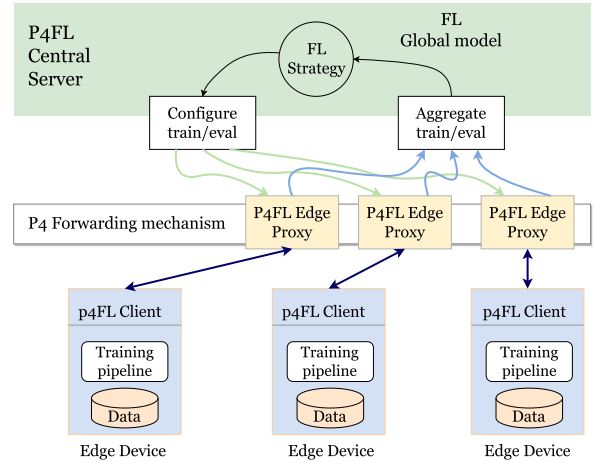 P4FL
Central
Server
FL
Strategy
FL
Global model
Configure
train/eval
Aggregate
train/eval
P4 Forwarding mechanism
P4FL Edge
Proxy
P4FL Edge
Proxy
P4FL Edge
Proxy
p4FL Client
Training
pipeline
Data
Edge Device
p4FL Client
Training
pipeline
Data
Edge Device
p4FL Client
Training
pipeline
Data
Edge Device